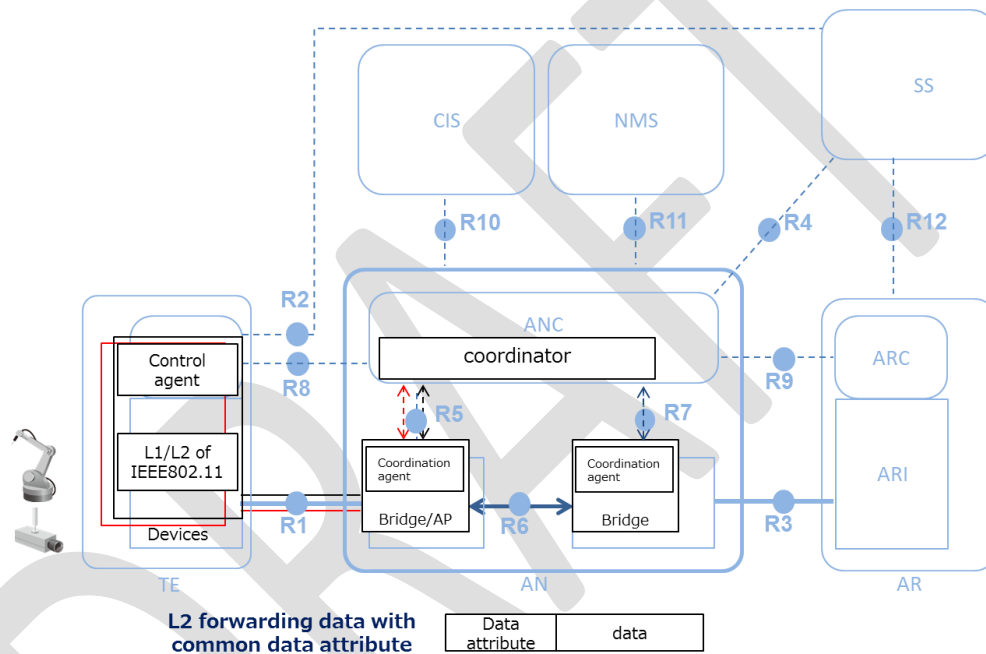 SS
CIS
NMS
R10
R11
R4
R12
R2
ANC
coordinator
ARC
Control
agent
R8
R9
R5
R7
L1/L2 of
IEEE802.11
Coordination
agent
Coordination
agent
ARI
Bridge/AP
Bridge
R1
R6
R3
Devices
TE
AN
AR
L2 forwarding data with
common data attribute
Data
attribute
data
DRAFT